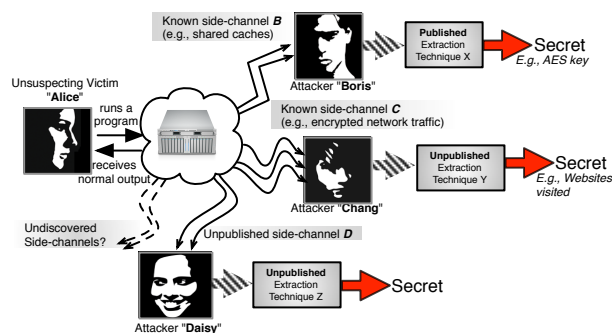 Known side-channel B
(e.g., shared caches)
Attacker "Boris"
Published
Extraction
Technique X
Secret
E.g., AES key
Unsuspecting Victim
"Alice"
runs a
program
receives
normal output
Known side-channel C
(e.g., encrypted network traffic)
Attacker "Chang"
Unpublished
Extraction
Technique Y
Secret
E.g., Websites
visited
Undiscovered
Side-channels?
Unpublished side-channel D
Attacker "Daisy"
Unpublished
Extraction
Technique Z
Secret